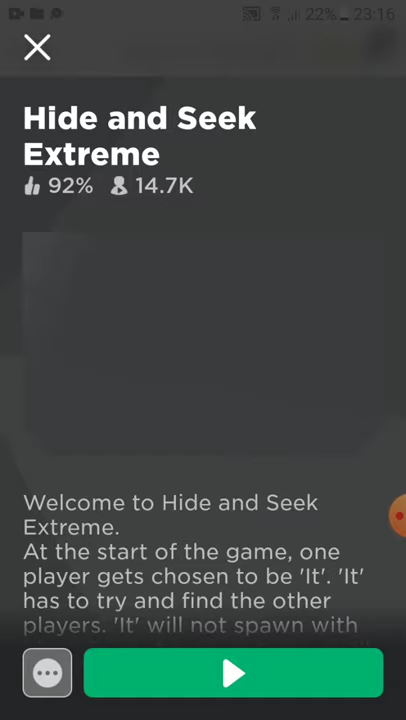 22% 23:16
Hide and Seek
Extreme
92% 14.7K
Welcome to Hide and Seek
Extreme.
At the start of the game, one
player gets chosen to be 'It'. 'It'
has to try and find the other
players. 'It' will not spawn with